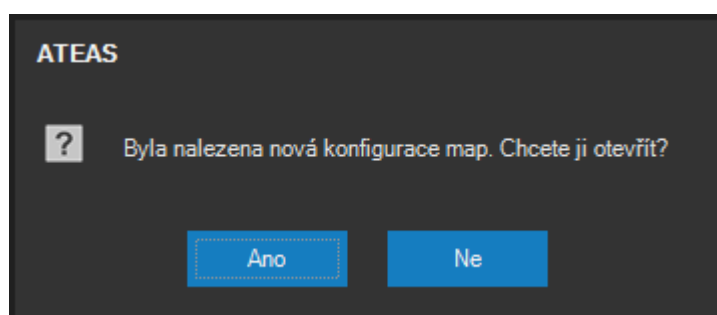 ATEAS
?
Byla nalezena nová konfigurace map. Chcete ji otevřít?
Ano
Ne